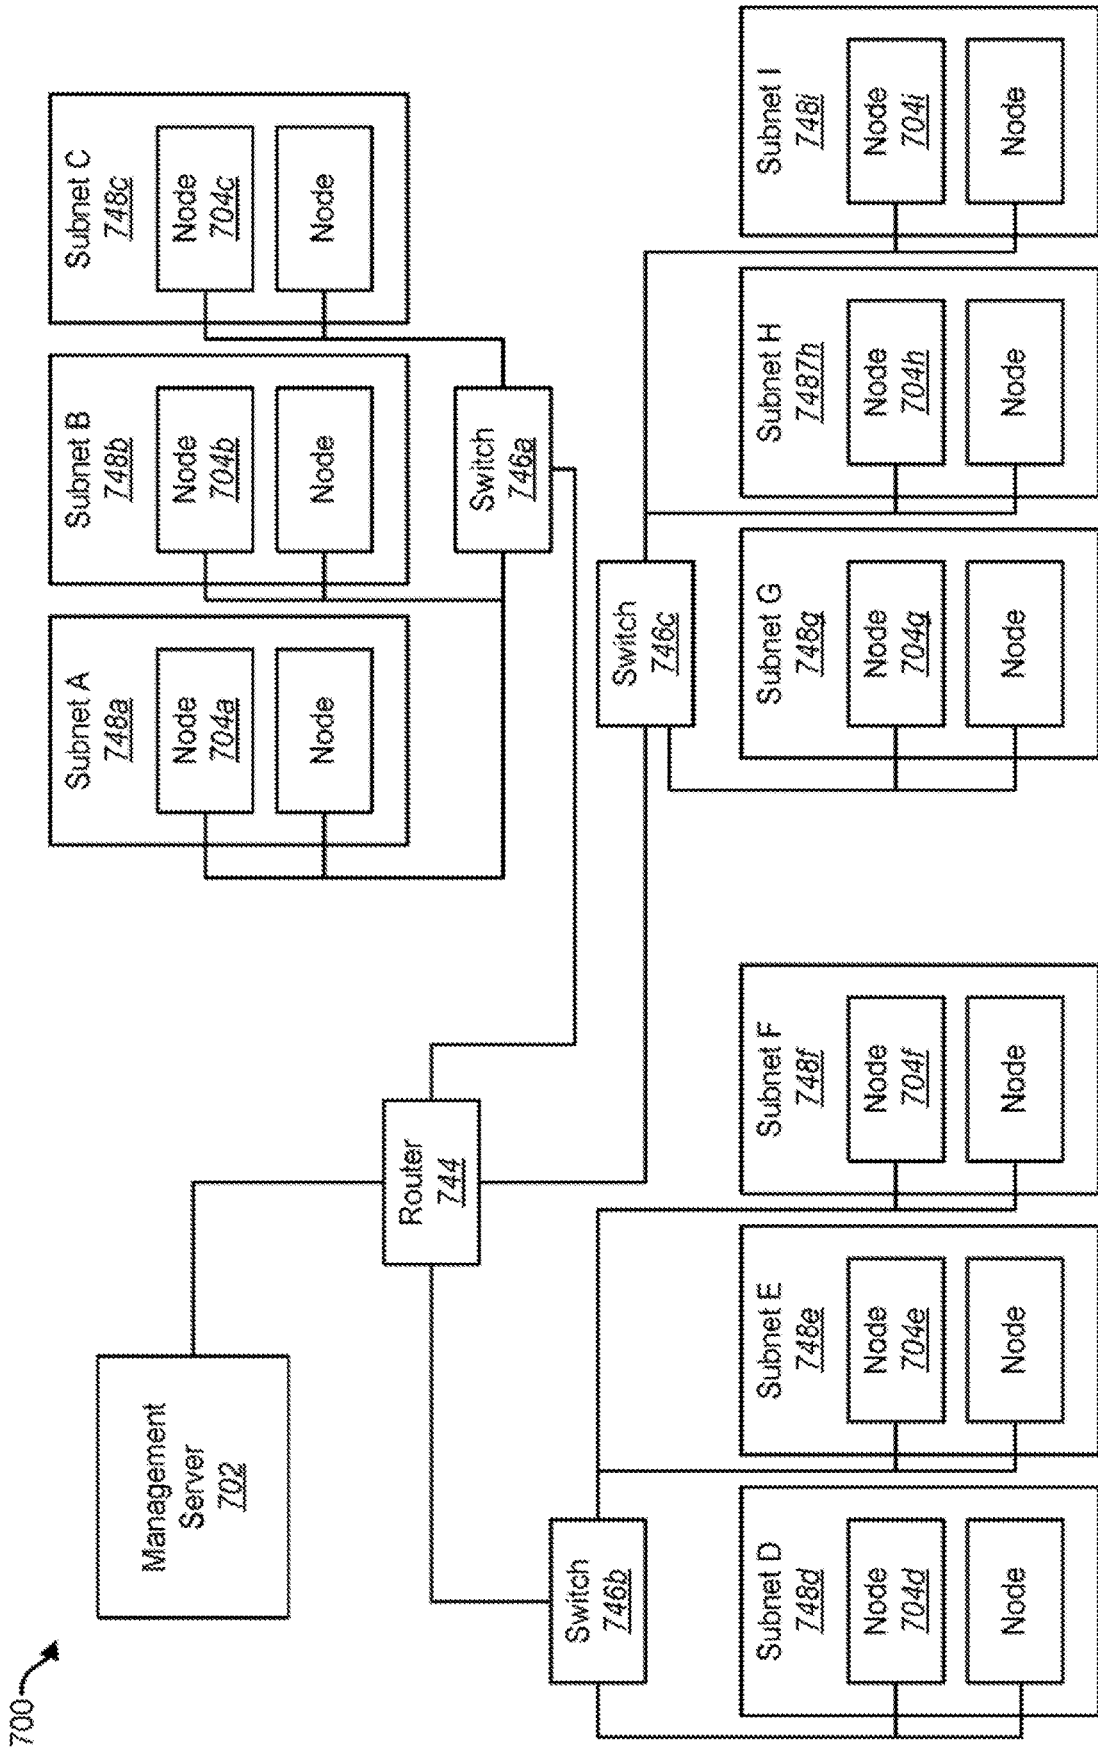 700
Management
Server
702
Router
744
Subnet A
748a
Node
704a
Node
Subnet B
748b
Node
704b
Node
Subnet C
748c
Node
704c
Node
Switch
746a
Switch
746b
Switch
746c
Subnet D
748d
Node
704d
Node
Subnet E
748e
Node
704e
Node
Subnet F
748f
Node
704f
Node
Subnet G
748g
Node
704g
Node
Subnet H
7487h
Node
704h
Node
Subnet I
748i
Node
704i
Node